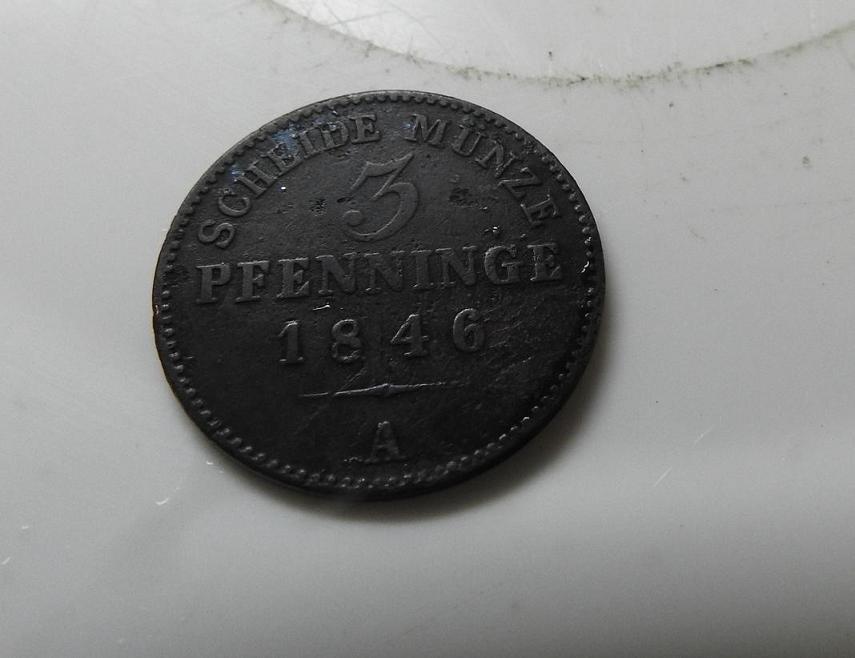 SCHEIDE MÜNZE
3
PFENNINGE
1846
A